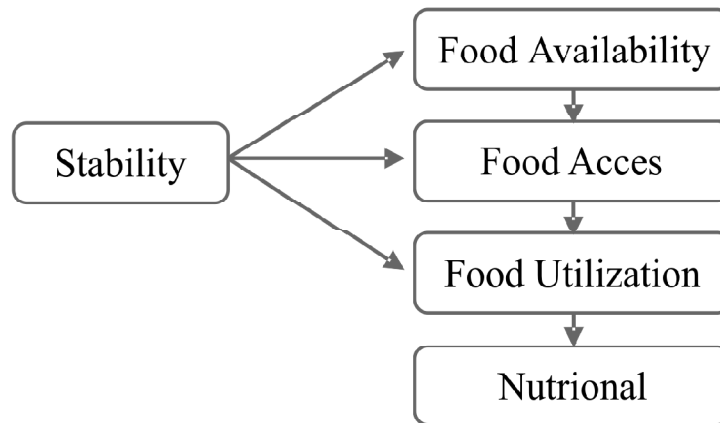 Food Availability
Stability
Food Acces
Food Utilization
Nutrional